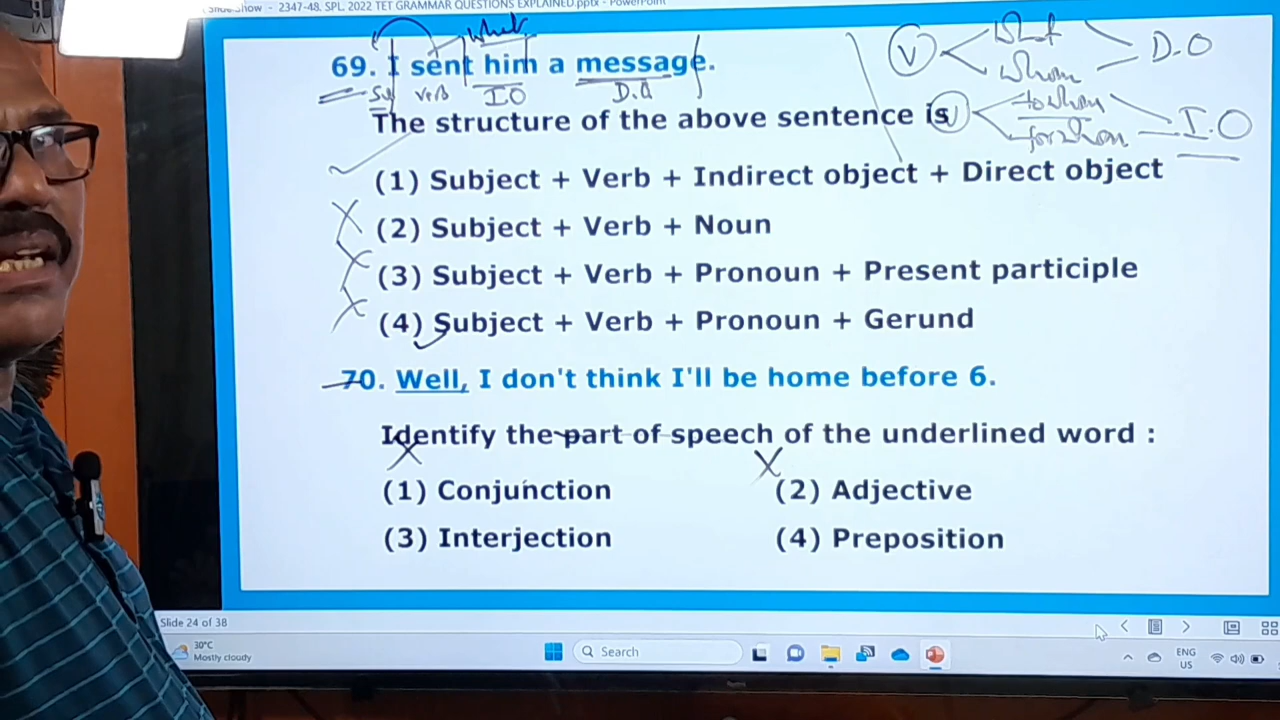 Slide Show - 2347-48. SPL. 2022 TET GRAMMAR QUESTIONS EXPLAINED.pptx - PowerPoint
what
69. I sent him a message.
Sub verb I O D.O
V what whom D.O
to whom for whom I.O
The structure of the above sentence is
(1) Subject + Verb + Indirect object + Direct object
(2) Subject + Verb + Noun
(3) Subject + Verb + Pronoun + Present participle
(4) Subject + Verb + Pronoun + Gerund
70. Well, I don't think I'll be home before 6.
Identify the part of speech of the underlined word :
(1) Conjunction (2) Adjective
(3) Interjection (4) Preposition
Slide 24 of 38
30°C
Mostly cloudy
Search
ENG
US